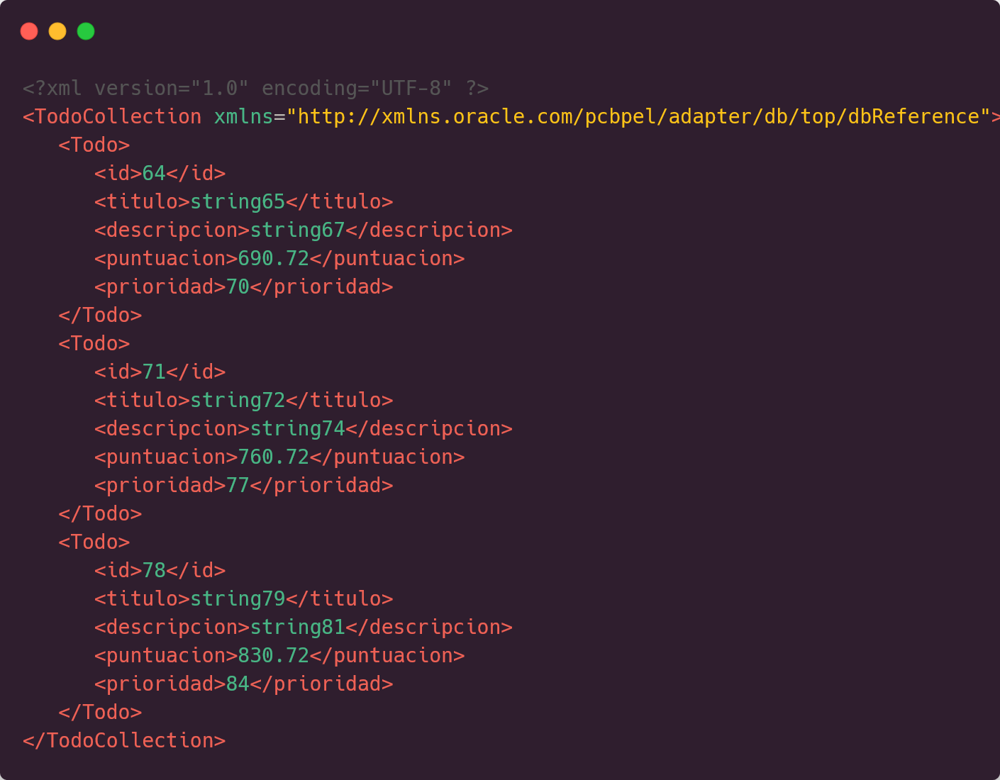 <?xml version="1.0" encoding="UTF-8" ?>
<TodoCollection xmlns="http://xmlns.oracle.com/pcbpel/adapter/db/top/dbReference">
   <Todo>
      <id>64</id>
      <titulo>string65</titulo>
      <descripcion>string67</descripcion>
      <puntuacion>690.72</puntuacion>
      <prioridad>70</prioridad>
   </Todo>
   <Todo>
      <id>71</id>
      <titulo>string72</titulo>
      <descripcion>string74</descripcion>
      <puntuacion>760.72</puntuacion>
      <prioridad>77</prioridad>
   </Todo>
   <Todo>
      <id>78</id>
      <titulo>string79</titulo>
      <descripcion>string81</descripcion>
      <puntuacion>830.72</puntuacion>
      <prioridad>84</prioridad>
   </Todo>
</TodoCollection>